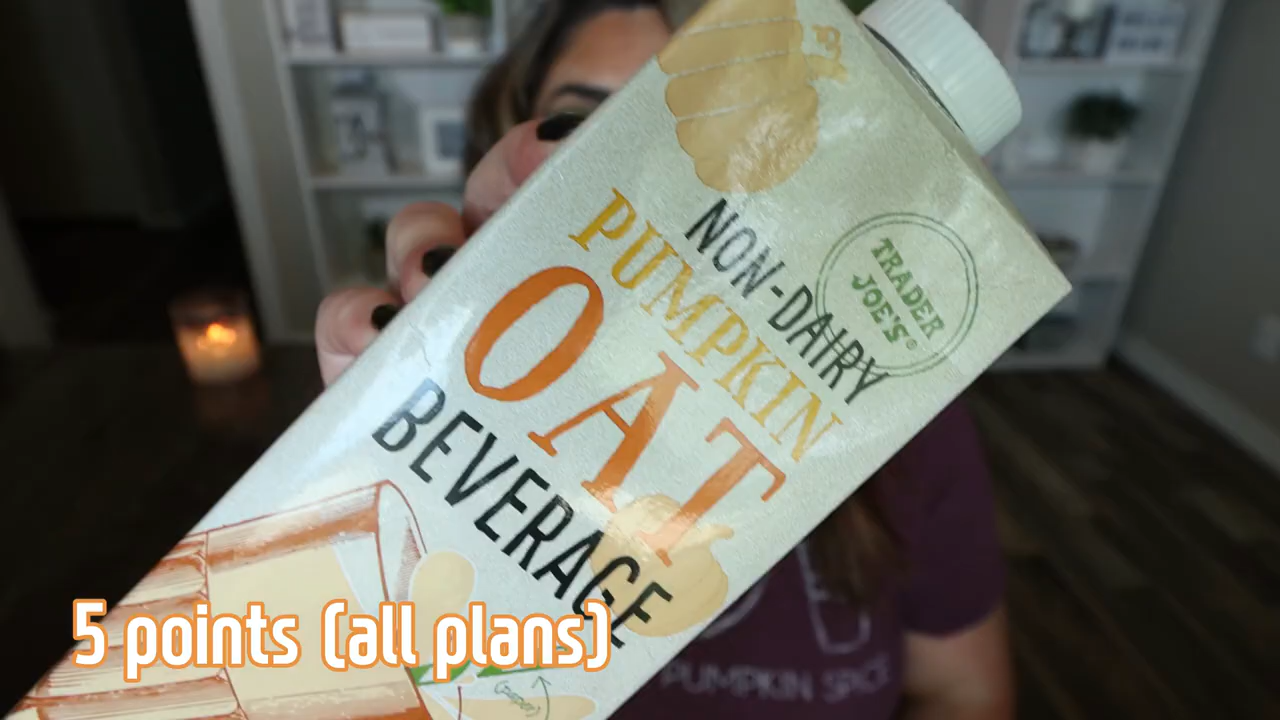 TRADER
JOE'S
NON-DAIRY
PUMPKIN
OAT
BEVERAGE
5 points (all plans)
PUMPKIN SPICE